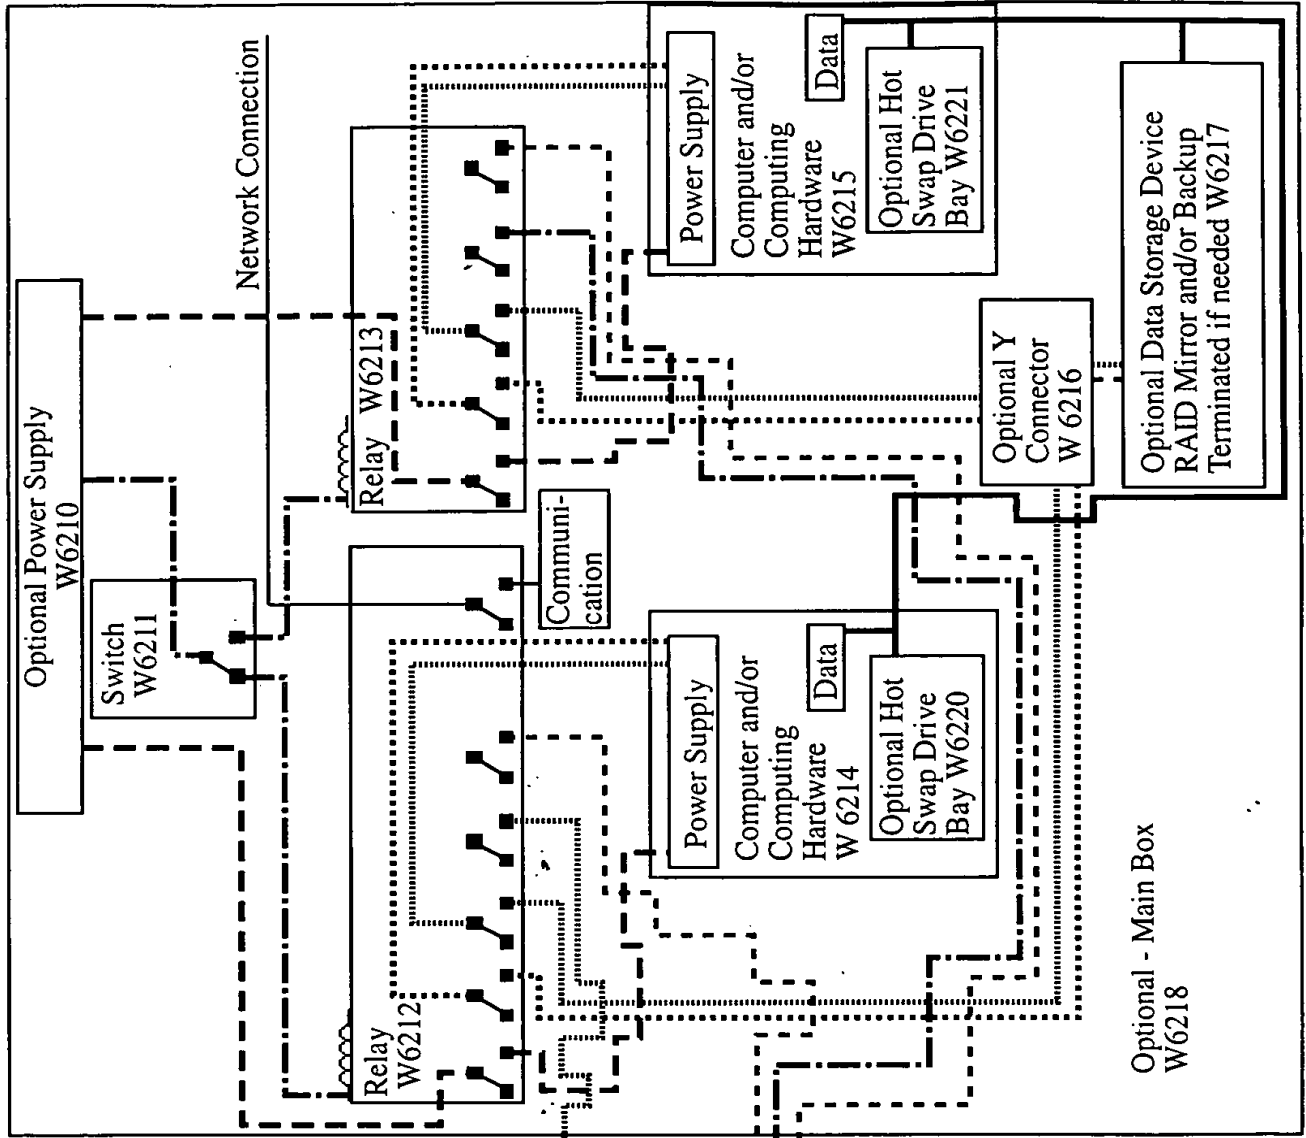 Optional Power Supply
W6210
Network Connection
Switch
W6211
Relay W6213
Relay
W6212
Communi-
cation
Power Supply
Computer and/or
Computing
Hardware
W6215
Data
Optional Hot
Swap Drive
Bay W6221
Power Supply
Computer and/or
Computing
Hardware
W 6214
Data
Optional Hot
Swap Drive
Bay W6220
Optional Y
Connector
W 6216
Optional Data Storage Device
RAID Mirror and/or Backup
Terminated if needed W6217
Optional - Main Box
W6218